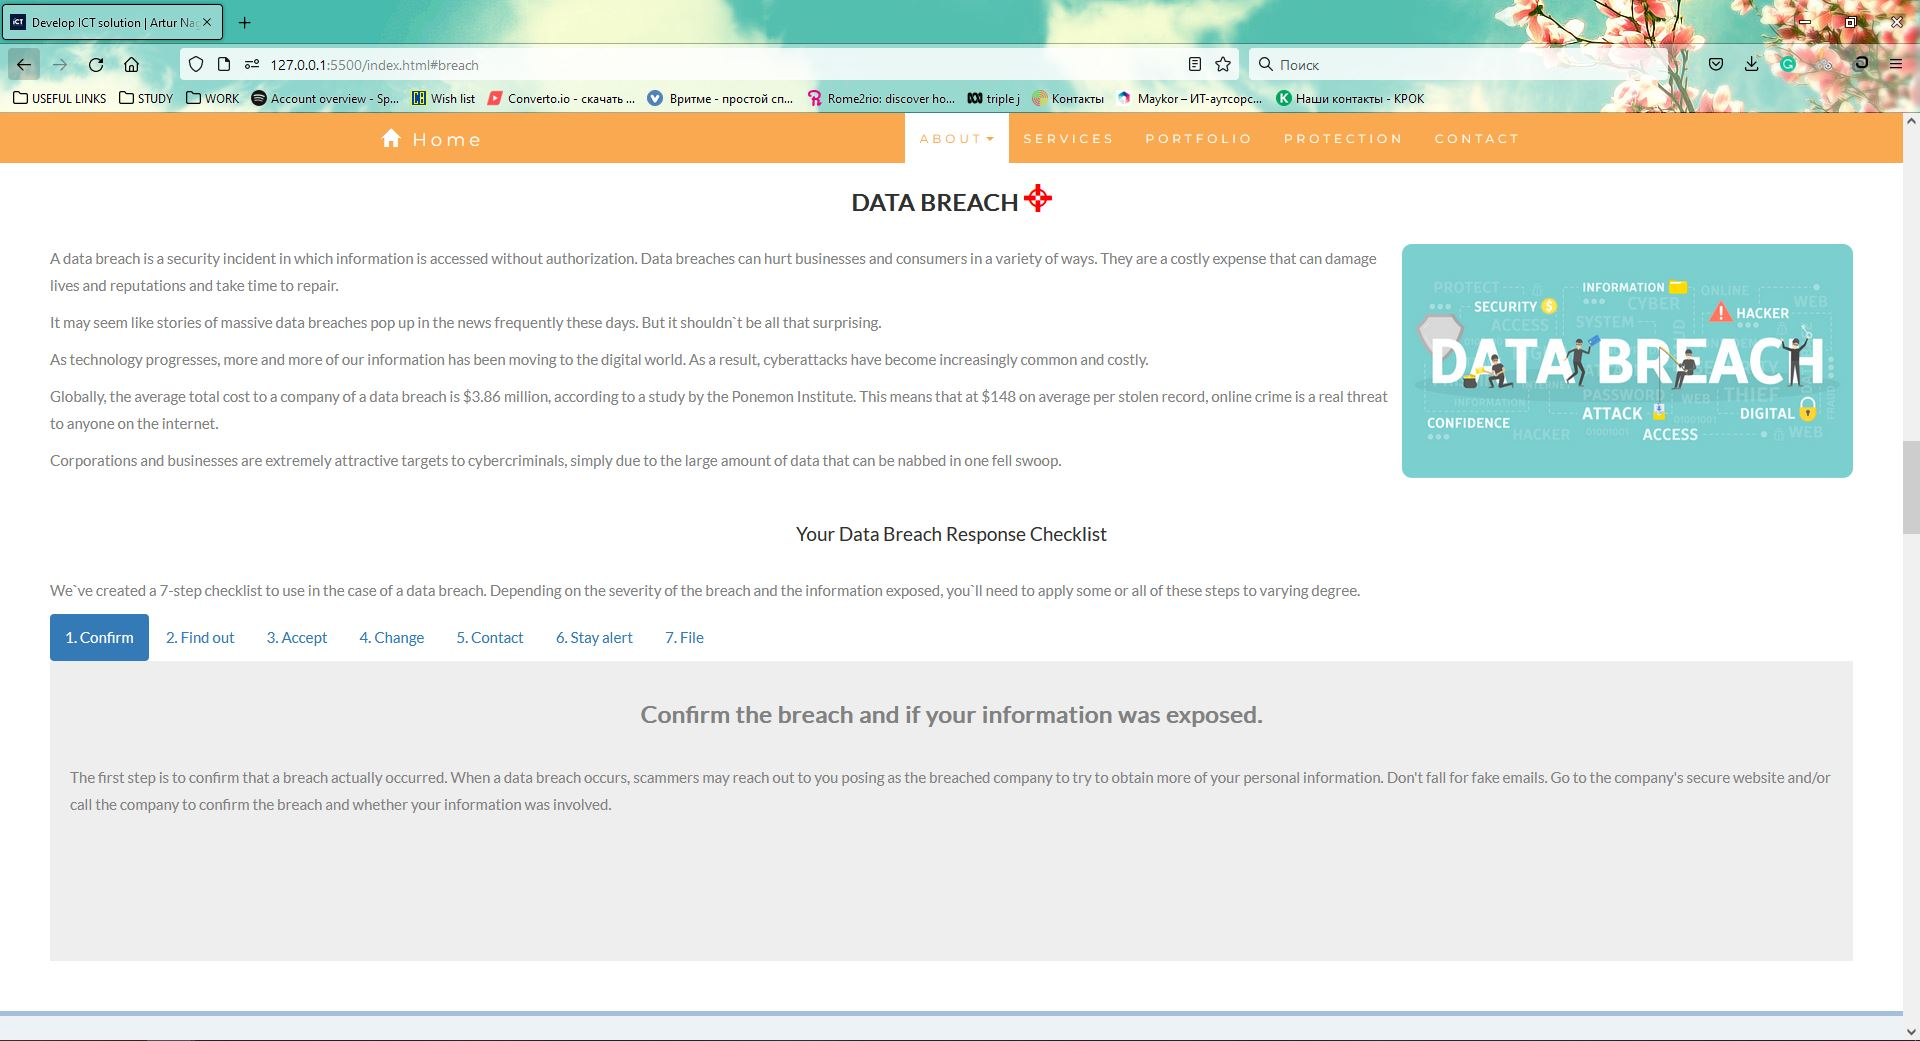 Develop ICT solution | Artur Nag
127.0.0.1:5500/index.html#breach
Поиск
USEFUL LINKS STUDY WORK Account overview - Sp... Wish list Converto.io - скачать ... Вритме - простой сп... Rome2rio: discover ho... triple j Контакты Maykor – ИТ-аутсорс... Наши контакты - КРОК
Home ABOUT SERVICES PORTFOLIO PROTECTION CONTACT
DATA BREACH
A data breach is a security incident in which information is accessed without authorization. Data breaches can hurt businesses and consumers in a variety of ways. They are a costly expense that can damage
lives and reputations and take time to repair.
It may seem like stories of massive data breaches pop up in the news frequently these days. But it shouldn`t be all that surprising.
As technology progresses, more and more of our information has been moving to the digital world. As a result, cyberattacks have become increasingly common and costly.
Globally, the average total cost to a company of a data breach is $3.86 million, according to a study by the Ponemon Institute. This means that at $148 on average per stolen record, online crime is a real threat
to anyone on the internet.
Corporations and businesses are extremely attractive targets to cybercriminals, simply due to the large amount of data that can be nabbed in one fell swoop.
PROTECT INFORMATION ONLINE
SECURITY CYBER WEB
ACCESS SYSTEM HACKER
DATA BREACH
INTERNET
INFORMATION PASSWORD WEB THIEF FRAUD
CONFIDENCE ATTACK 01001001 DIGITAL
HACKER 01001001 ACCESS WEB
Your Data Breach Response Checklist
We`ve created a 7-step checklist to use in the case of a data breach. Depending on the severity of the breach and the information exposed, you`ll need to apply some or all of these steps to varying degree.
1. Confirm 2. Find out 3. Accept 4. Change 5. Contact 6. Stay alert 7. File
Confirm the breach and if your information was exposed.
The first step is to confirm that a breach actually occurred. When a data breach occurs, scammers may reach out to you posing as the breached company to try to obtain more of your personal information. Don't fall for fake emails. Go to the company's secure website and/or
call the company to confirm the breach and whether your information was involved.